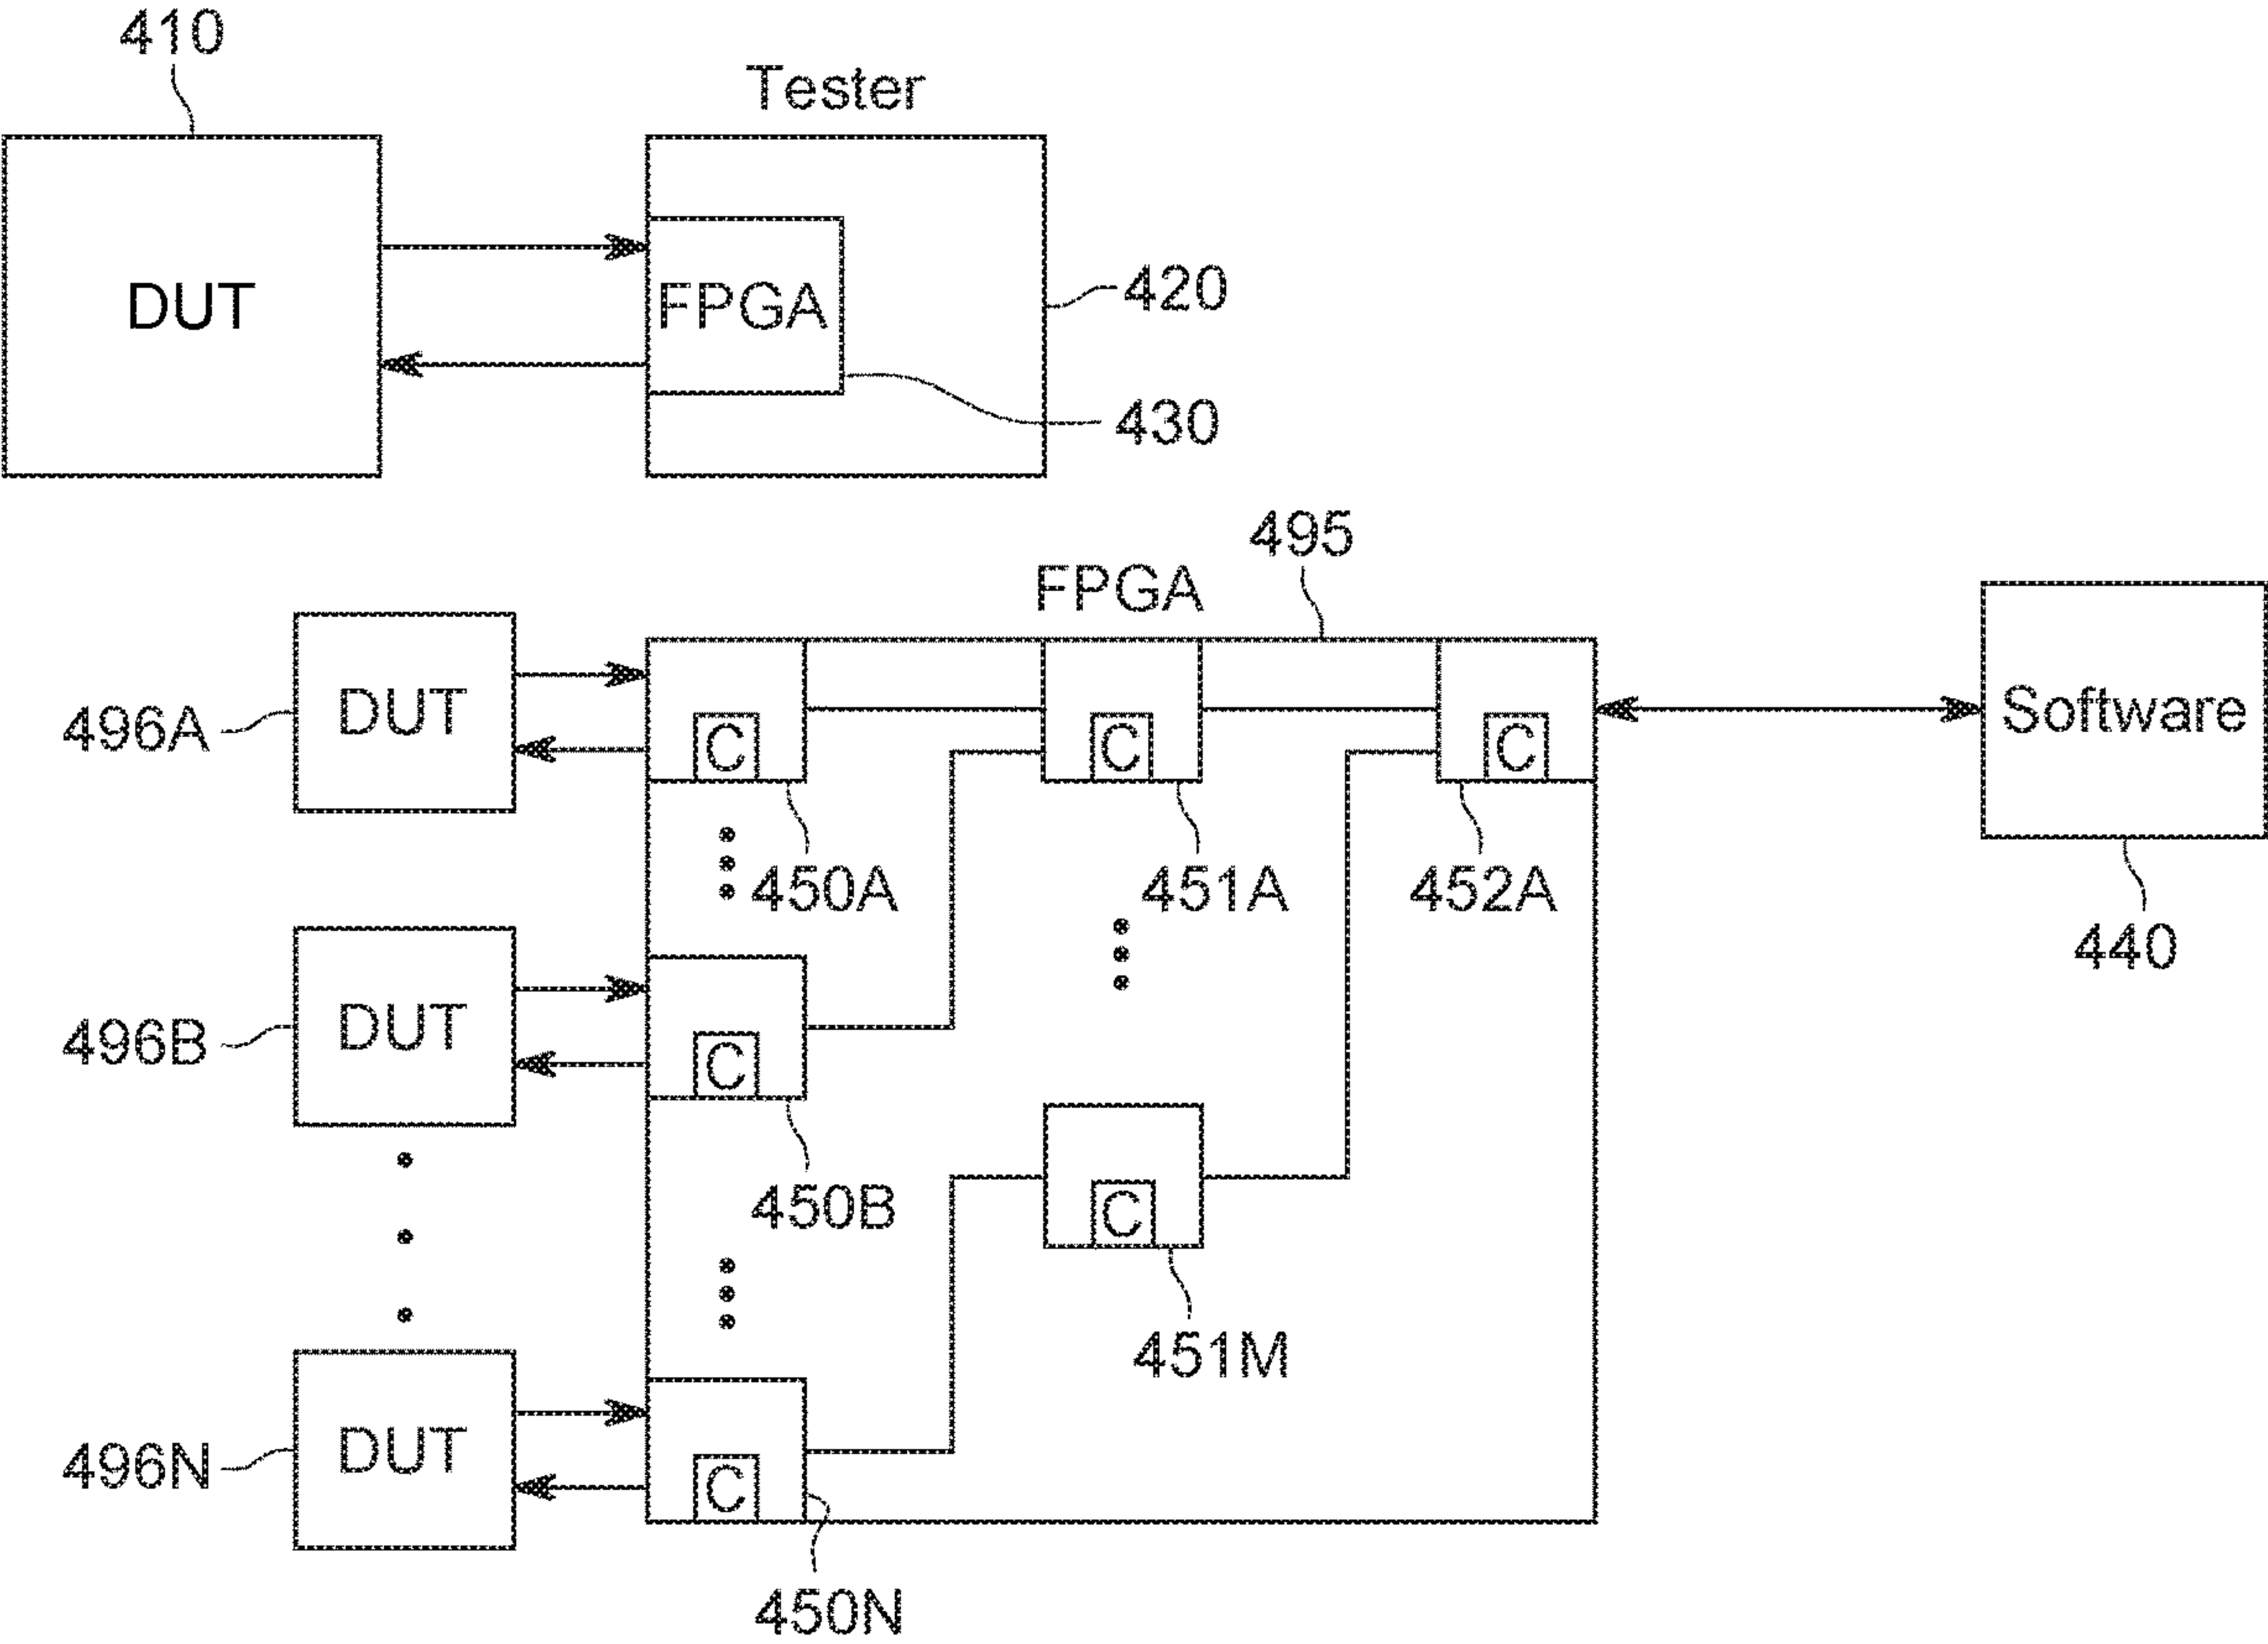 410
Tester
DUT
FPGA
420
430
495
FPGA
496A
DUT
C
C
C
Software
450A
451A
452A
440
496B
DUT
C
450B
C
451M
496N
DUT
C
450N